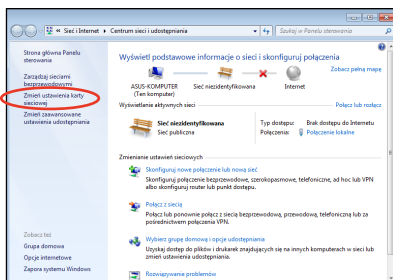 « Sieć i Internet ▸ Centrum sieci i udostępniania
Szukaj w Panelu sterowania
Strona główna Panelu
sterowania
Zarządzaj sieciami
bezprzewodowymi
Zmień ustawienia karty
sieciowej
Zmień zaawansowane
ustawienia udostępniania
Wyświetl podstawowe informacje o sieci i skonfiguruj połączenia
Zobacz pełną mapę
ASUS-KOMPUTER
(Ten komputer)
Sieć niezidentyfikowana
Internet
Wyświetlanie aktywnych sieci
Połącz lub rozłącz
Sieć niezidentyfikowana
Sieć publiczna
Typ dostępu: Brak dostępu do Internetu
Połączenia: Połączenie lokalne
Zmienianie ustawień sieciowych
Skonfiguruj nowe połączenie lub nową sieć
Skonfiguruj połączenie bezprzewodowe, szerokopasmowe, telefoniczne, ad hoc lub VPN
albo skonfiguruj router lub punkt dostępu.
Połącz z siecią
Połącz lub ponownie połącz z siecią bezprzewodową, przewodową, telefoniczną lub za
pośrednictwem połączenia VPN.
Wybierz grupę domową i opcje udostępniania
Uzyskaj dostęp do plików i drukarek znajdujących się na innych komputerach w sieci lub
zmień ustawienia udostępniania.
Rozwiązywanie problemów
Zobacz też
Grupa domowa
Opcje internetowe
Zapora systemu Windows